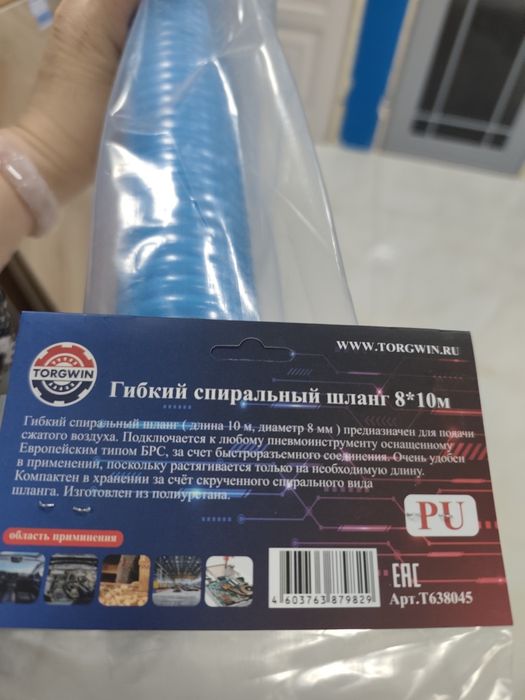 WWW.TORGWIN.RU
TORGWIN
Гибкий спиральный шланг 8*10м
Гибкий спиральный шланг ( длина 10 м, диаметр 8 мм ) предназначен для подачи
сжатого воздуха. Подключается к любому пневмоинструменту оснащенному
Европейским типом БРС, за счет быстроразъемного соединения. Очень удобен
в применении, поскольку растягивается только на необходимую длину.
Компактен в хранении за счёт скрученного спирального вида
шланга. Изготовлен из полиуретана.
PU
область приминения
EAC
4 603763 879829
Арт.T638045